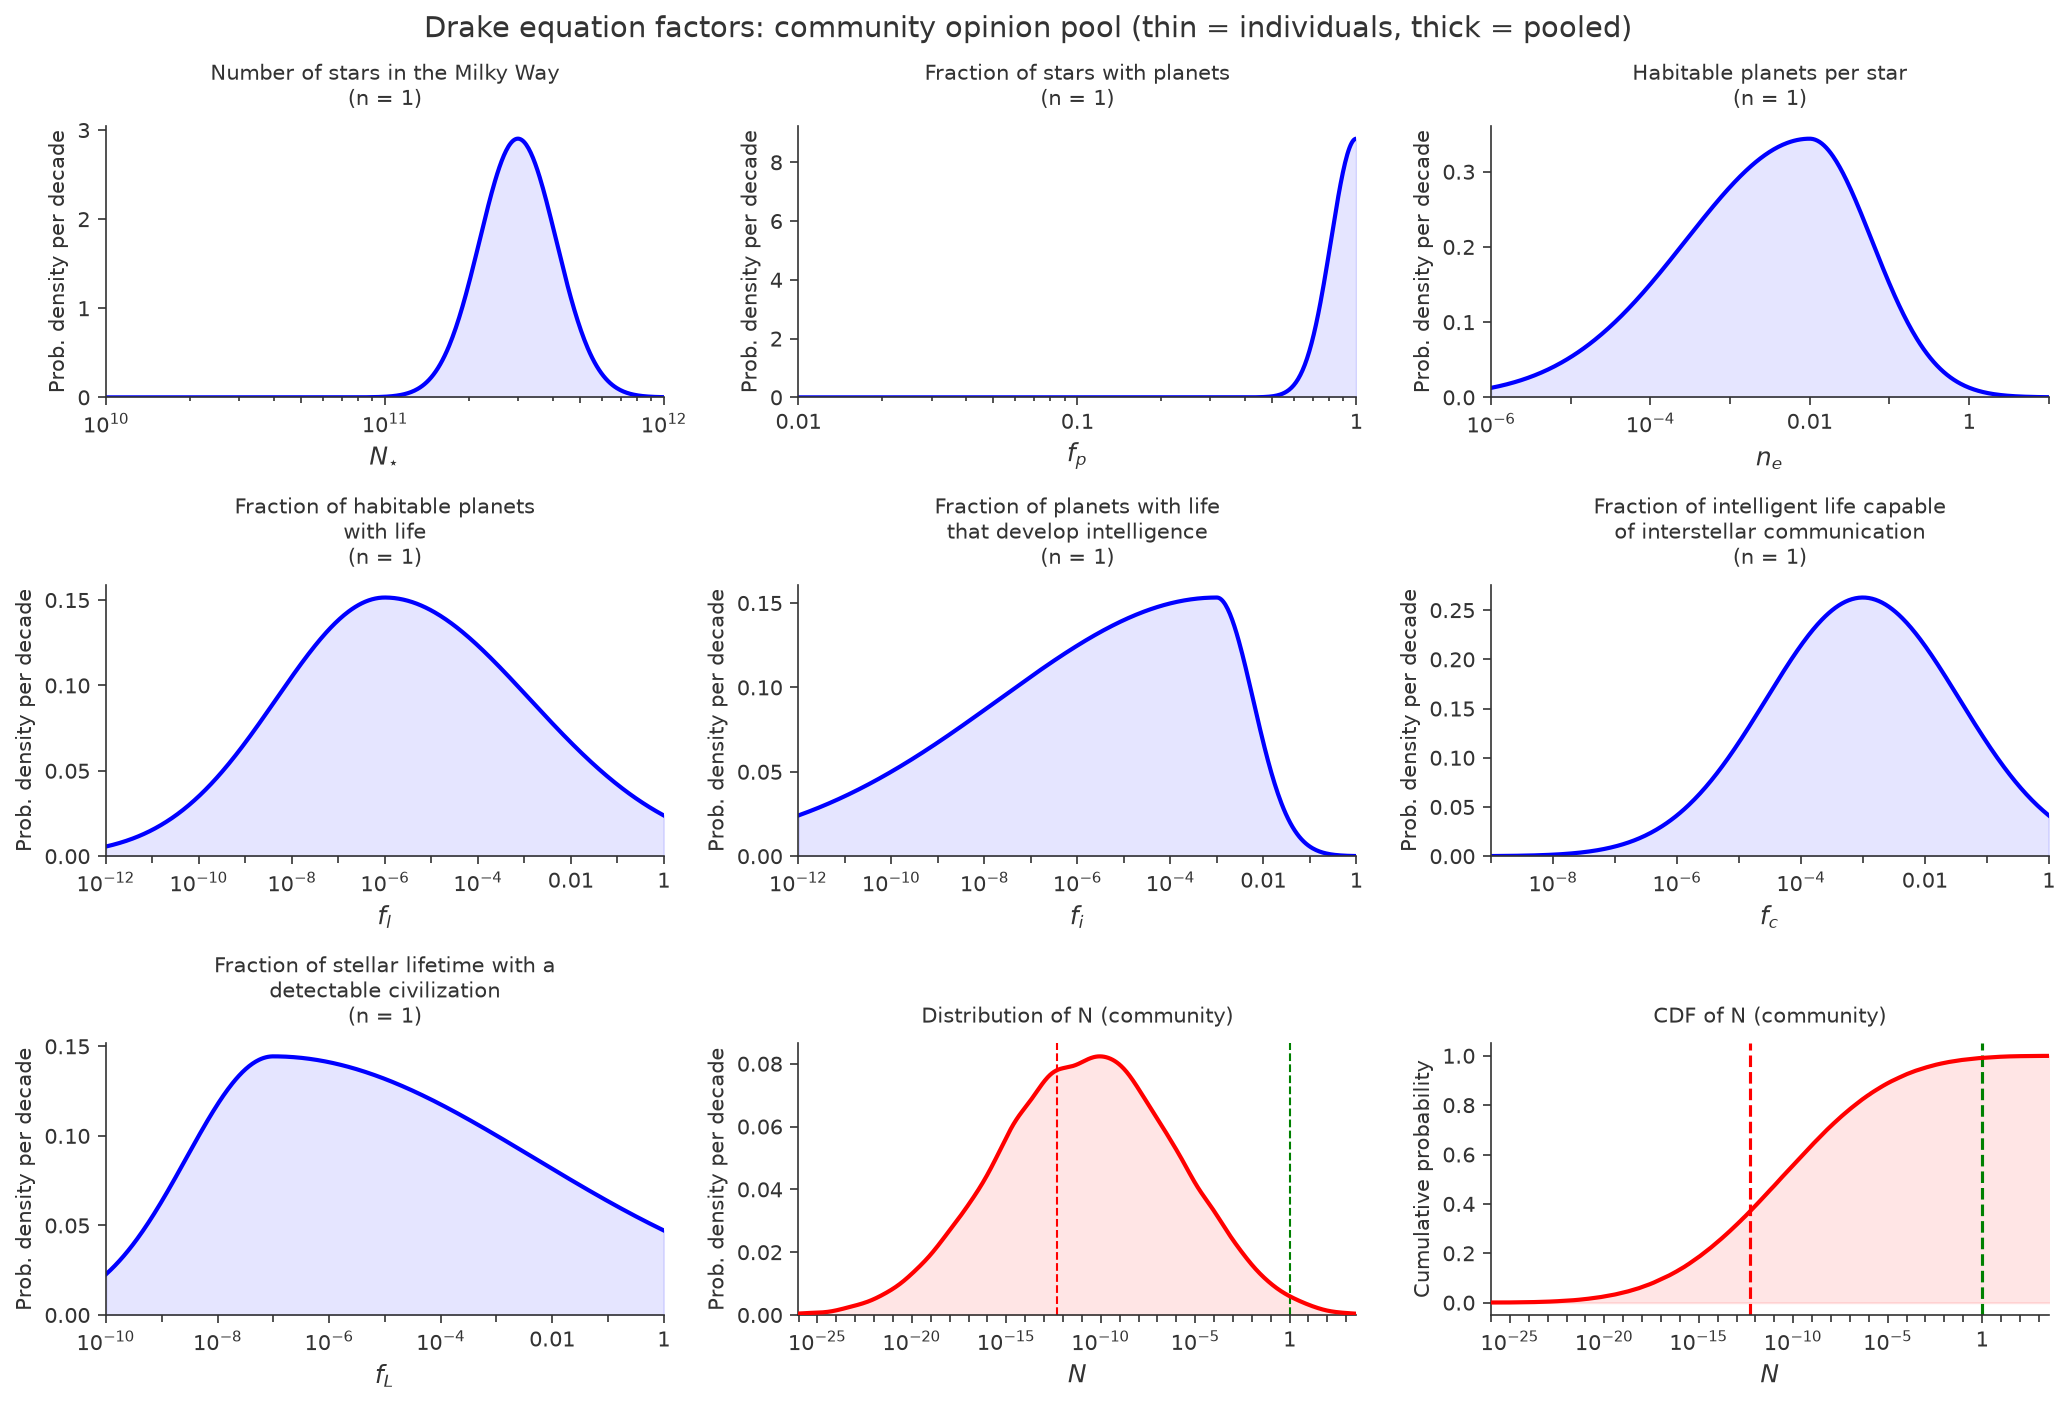 Drake equation factors: community opinion pool (thin = individuals, thick = pooled)
Number of stars in the Milky Way
(n = 1)
Prob. density per decade
3
2
1
0
10^10
10^11
10^12
N⋆
Fraction of stars with planets
(n = 1)
Prob. density per decade
8
6
4
2
0
0.01
0.1
1
f_p
Habitable planets per star
(n = 1)
Prob. density per decade
0.3
0.2
0.1
0.0
10^−6
10^−4
0.01
1
n_e
Fraction of habitable planets
with life
(n = 1)
Prob. density per decade
0.15
0.10
0.05
0.00
10^−12
10^−10
10^−8
10^−6
10^−4
0.01
1
f_l
Fraction of planets with life
that develop intelligence
(n = 1)
Prob. density per decade
0.15
0.10
0.05
0.00
10^−12
10^−10
10^−8
10^−6
10^−4
0.01
1
f_i
Fraction of intelligent life capable
of interstellar communication
(n = 1)
Prob. density per decade
0.25
0.20
0.15
0.10
0.05
0.00
10^−8
10^−6
10^−4
0.01
1
f_c
Fraction of stellar lifetime with a
detectable civilization
(n = 1)
Prob. density per decade
0.15
0.10
0.05
0.00
10^−10
10^−8
10^−6
10^−4
0.01
1
f_L
Distribution of N (community)
Prob. density per decade
0.08
0.06
0.04
0.02
0.00
10^−25
10^−20
10^−15
10^−10
10^−5
1
N
CDF of N (community)
Cumulative probability
1.0
0.8
0.6
0.4
0.2
0.0
10^−25
10^−20
10^−15
10^−10
10^−5
1
N